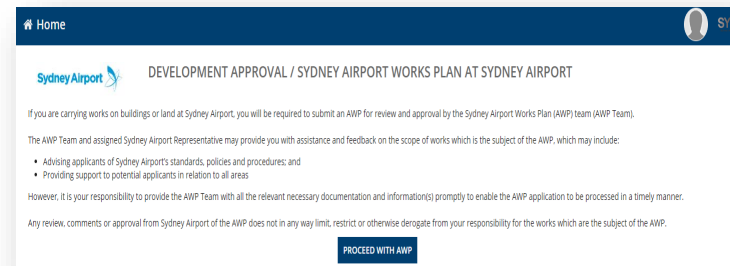 Home
SY
Sydney Airport
DEVELOPMENT APPROVAL / SYDNEY AIRPORT WORKS PLAN AT SYDNEY AIRPORT
If you are carrying works on buildings or land at Sydney Airport, you will be required to submit an AWP for review and approval by the Sydney Airport Works Plan (AWP) team (AWP Team).
The AWP Team and assigned Sydney Airport Representative may provide you with assistance and feedback on the scope of works which is the subject of the AWP, which may include:
• Advising applicants of Sydney Airport's standards, policies and procedures; and
• Providing support to potential applicants in relation to all areas
However, it is your responsibility to provide the AWP Team with all the relevant necessary documentation and information(s) promptly to enable the AWP application to be processed in a timely manner.
Any review, comments or approval from Sydney Airport of the AWP does not in any way limit, restrict or otherwise derogate from your responsibility for the works which are the subject of the AWP.
PROCEED WITH AWP